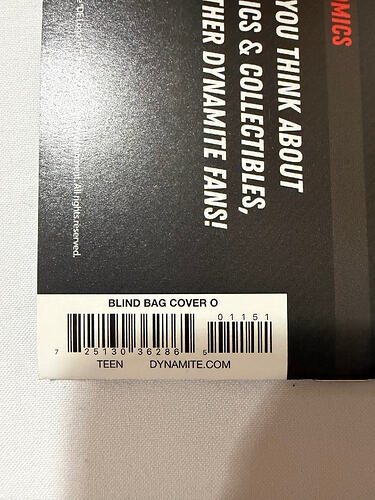 OMICS
YOU THINK ABOUT
ICS & COLLECTIBLES,
THER DYNAMITE FANS!
All rights reserved.
BLIND BAG COVER O
01151
7 25130 36286 5
TEEN DYNAMITE.COM